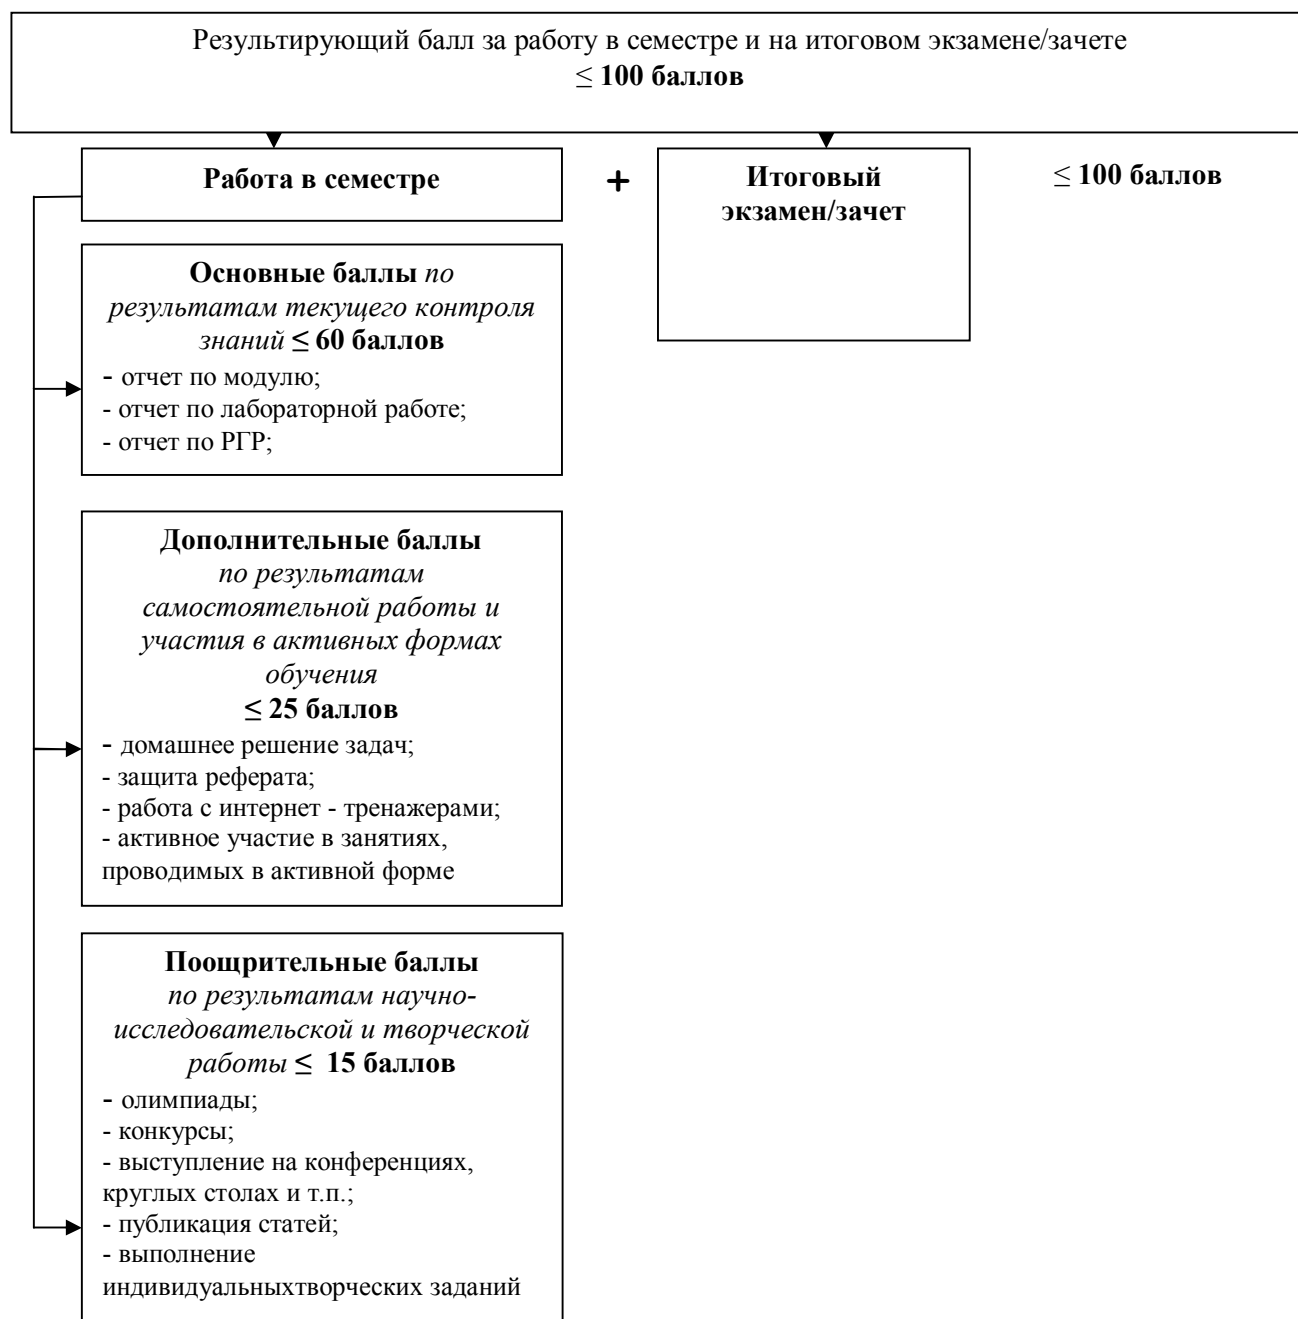 Результирующий балл за работу в семестре и на итоговом экзамене/зачете
≤ 100 баллов
Работа в семестре
+
Итоговый
экзамен/зачет
≤ 100 баллов
Основные баллы по
результатам текущего контроля
знаний ≤ 60 баллов
- отчет по модулю;
- отчет по лабораторной работе;
- отчет по РГР;
Дополнительные баллы
по результатам
самостоятельной работы и
участия в активных формах
обучения
≤ 25 баллов
- домашнее решение задач;
- защита реферата;
- работа с интернет - тренажерами;
- активное участие в занятиях,
проводимых в активной форме
Поощрительные баллы
по результатам научно-
исследовательской и творческой
работы ≤ 15 баллов
- олимпиады;
- конкурсы;
- выступление на конференциях,
круглых столах и т.п.;
- публикация статей;
- выполнение
индивидуальныхтворческих заданий